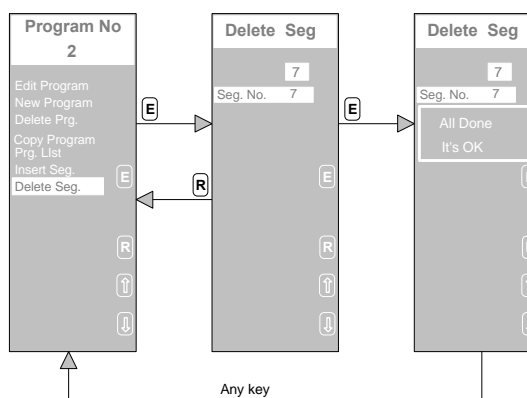 Program No
2
Edit Program
New Program
Delete Prg.
Copy Program
Prg. LIst
Insert Seg.
Delete Seg.
E
R
⇧
⇩
E
R
Delete Seg
7
Seg. No. 7
E
R
⇧
⇩
E
Delete Seg
7
Seg. No. 7
All Done
It's OK
Any key